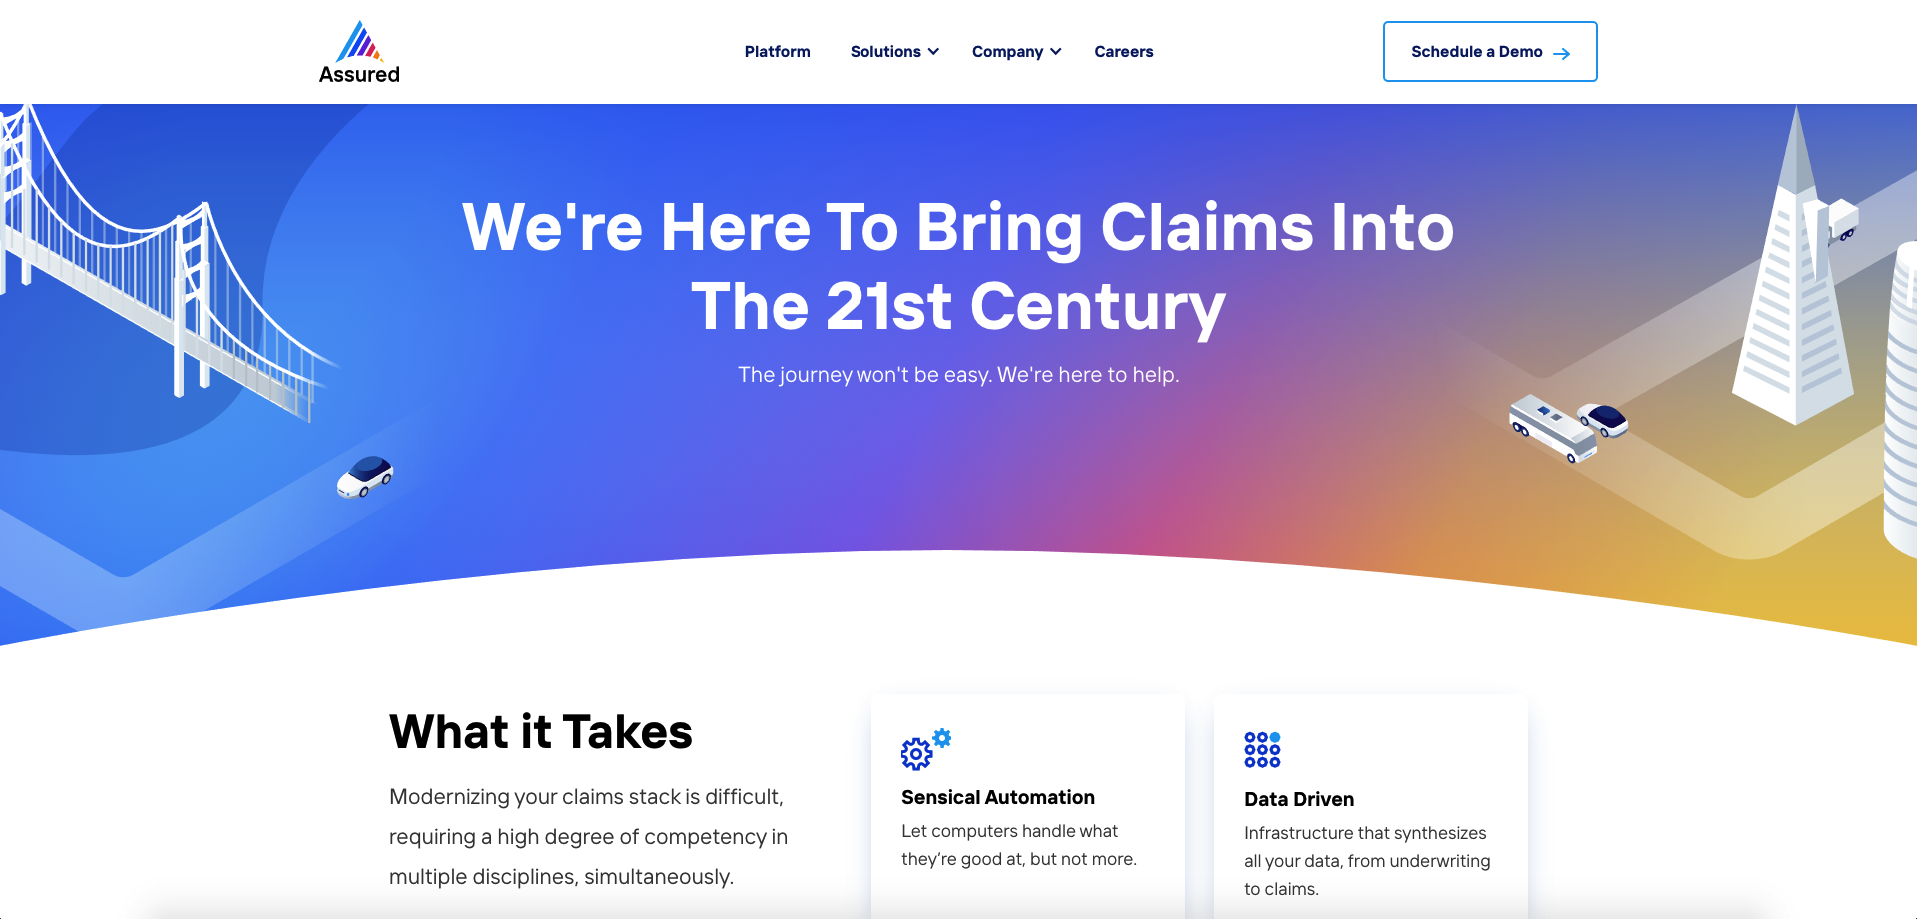 Assured
Platform
Solutions
Company
Careers
Schedule a Demo
We're Here To Bring Claims Into
The 21st Century
The journey won't be easy. We're here to help.
What it Takes
Modernizing your claims stack is difficult,
requiring a high degree of competency in
multiple disciplines, simultaneously.
Sensical Automation
Let computers handle what
they’re good at, but not more.
Data Driven
Infrastructure that synthesizes
all your data, from underwriting
to claims.